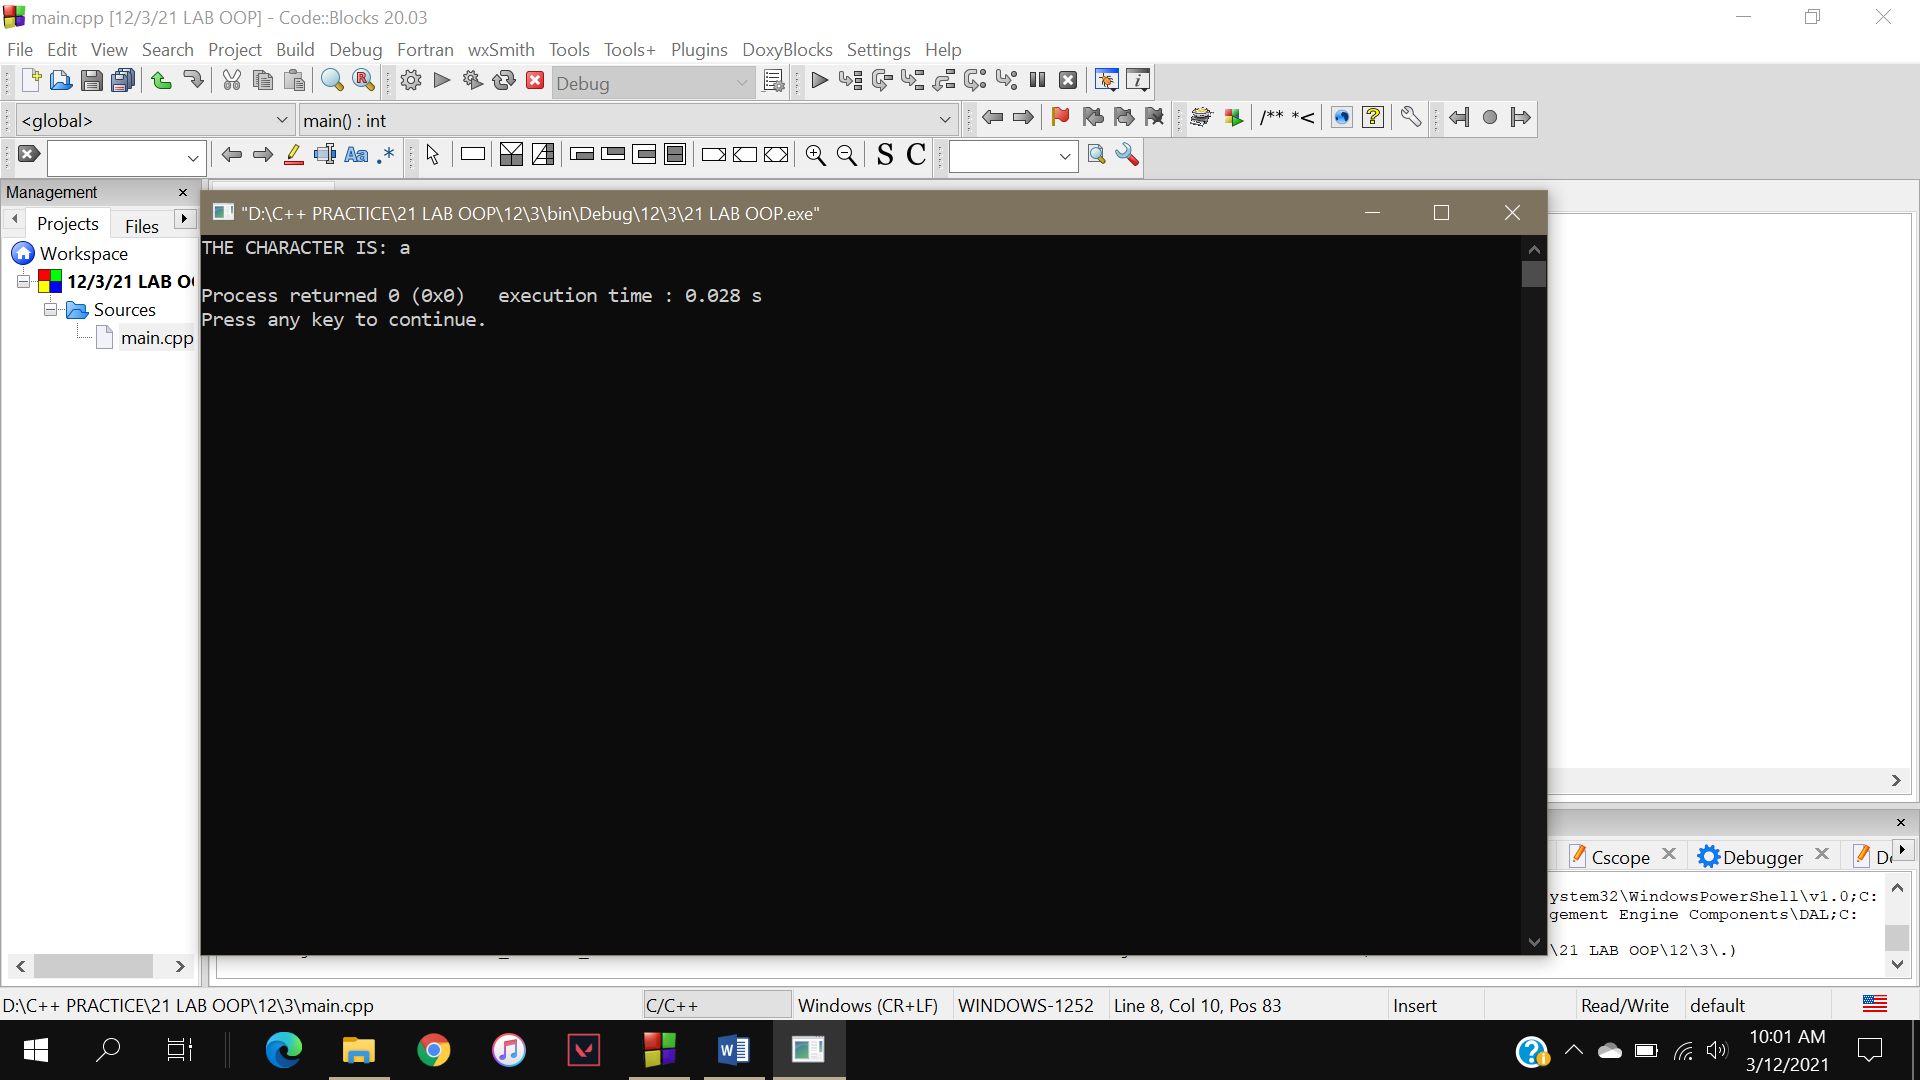 main.cpp [12/3/21 LAB OOP] - Code::Blocks 20.03
File Edit View Search Project Build Debug Fortran wxSmith Tools Tools+ Plugins DoxyBlocks Settings Help
Debug
<global>
main() : int
/** *<
Aa .*
S C
Management
Projects
Files
Workspace
12/3/21 LAB O
Sources
main.cpp
"D:\C++ PRACTICE\21 LAB OOP\12\3\bin\Debug\12\3\21 LAB OOP.exe"
THE CHARACTER IS: a
Process returned 0 (0x0)   execution time : 0.028 s
Press any key to continue.
Cscope
Debugger
ystem32\WindowsPowerShell\v1.0;C:
gement Engine Components\DAL;C:
\21 LAB OOP\12\3\.)
D:\C++ PRACTICE\21 LAB OOP\12\3\main.cpp
C/C++
Windows (CR+LF)
WINDOWS-1252
Line 8, Col 10, Pos 83
Insert
Read/Write
default
10:01 AM
3/12/2021